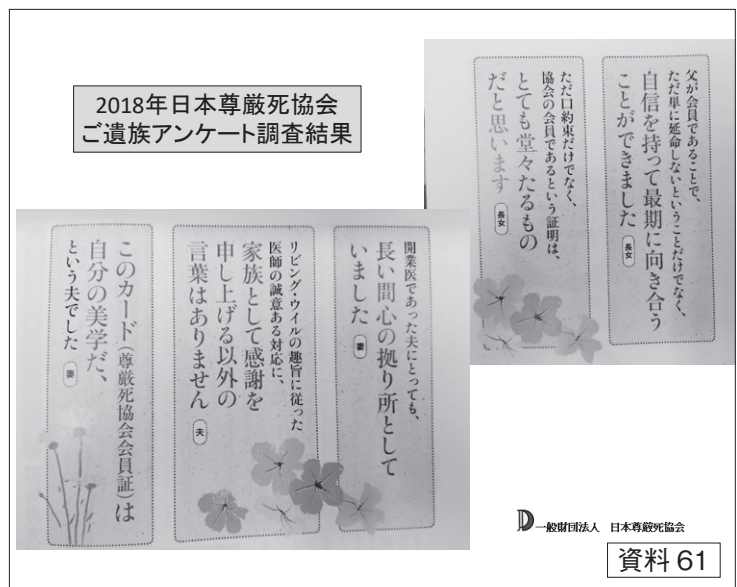 2018年日本尊厳死協会
ご遺族アンケート調査結果
父が会員であることで、
ただ単に延命しないということだけでなく、
自信を持って最期に向き合う
ことができました 長女
ただ口約束だけでなく、
協会の会員であるという証明は、
とても堂々たるもの
だと思います 長女
開業医であった夫にとっても、
長い間心の拠り所として
いました 妻
リビング・ウイルの趣旨に従った
医師の誠意ある対応に、
家族として感謝を
申し上げる以外の
言葉はありません 夫
このカード(尊厳死協会会員証)は
自分の美学だ、
という夫でした 妻
一般財団法人 日本尊厳死協会
資料 61